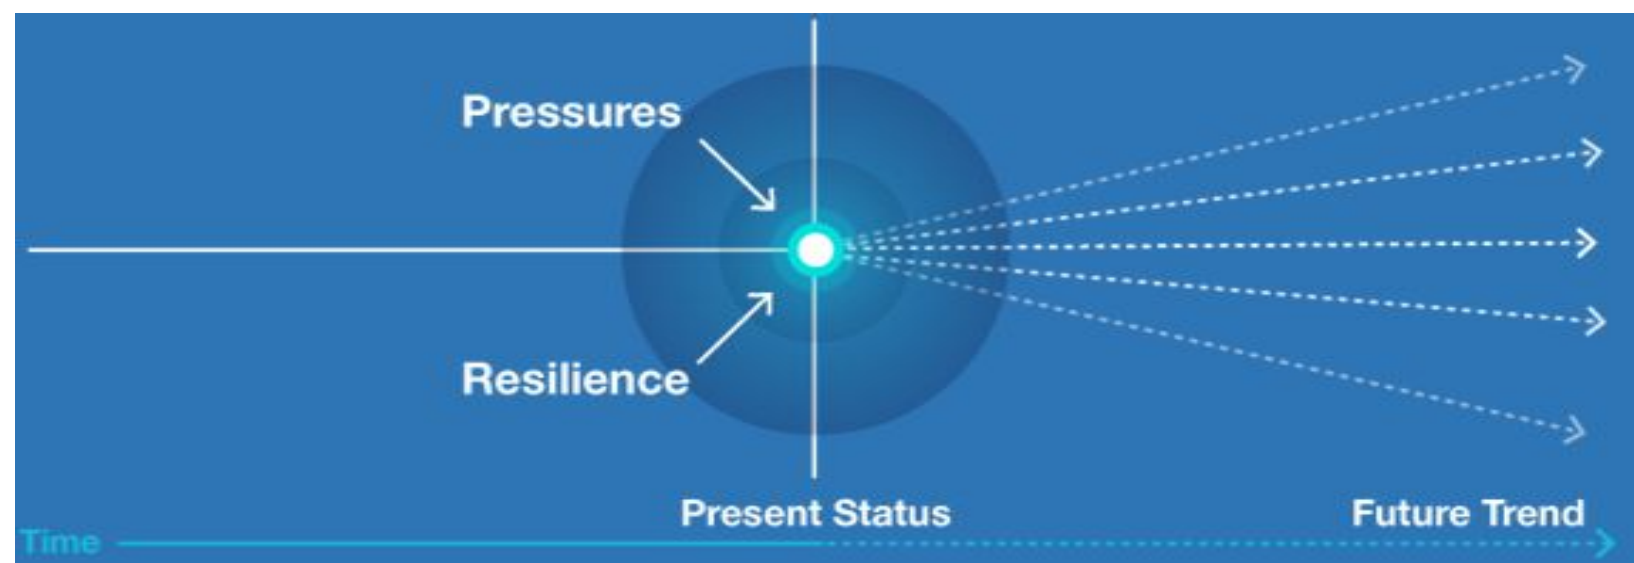 Pressures
Resilience
Present Status
Future Trend
Time